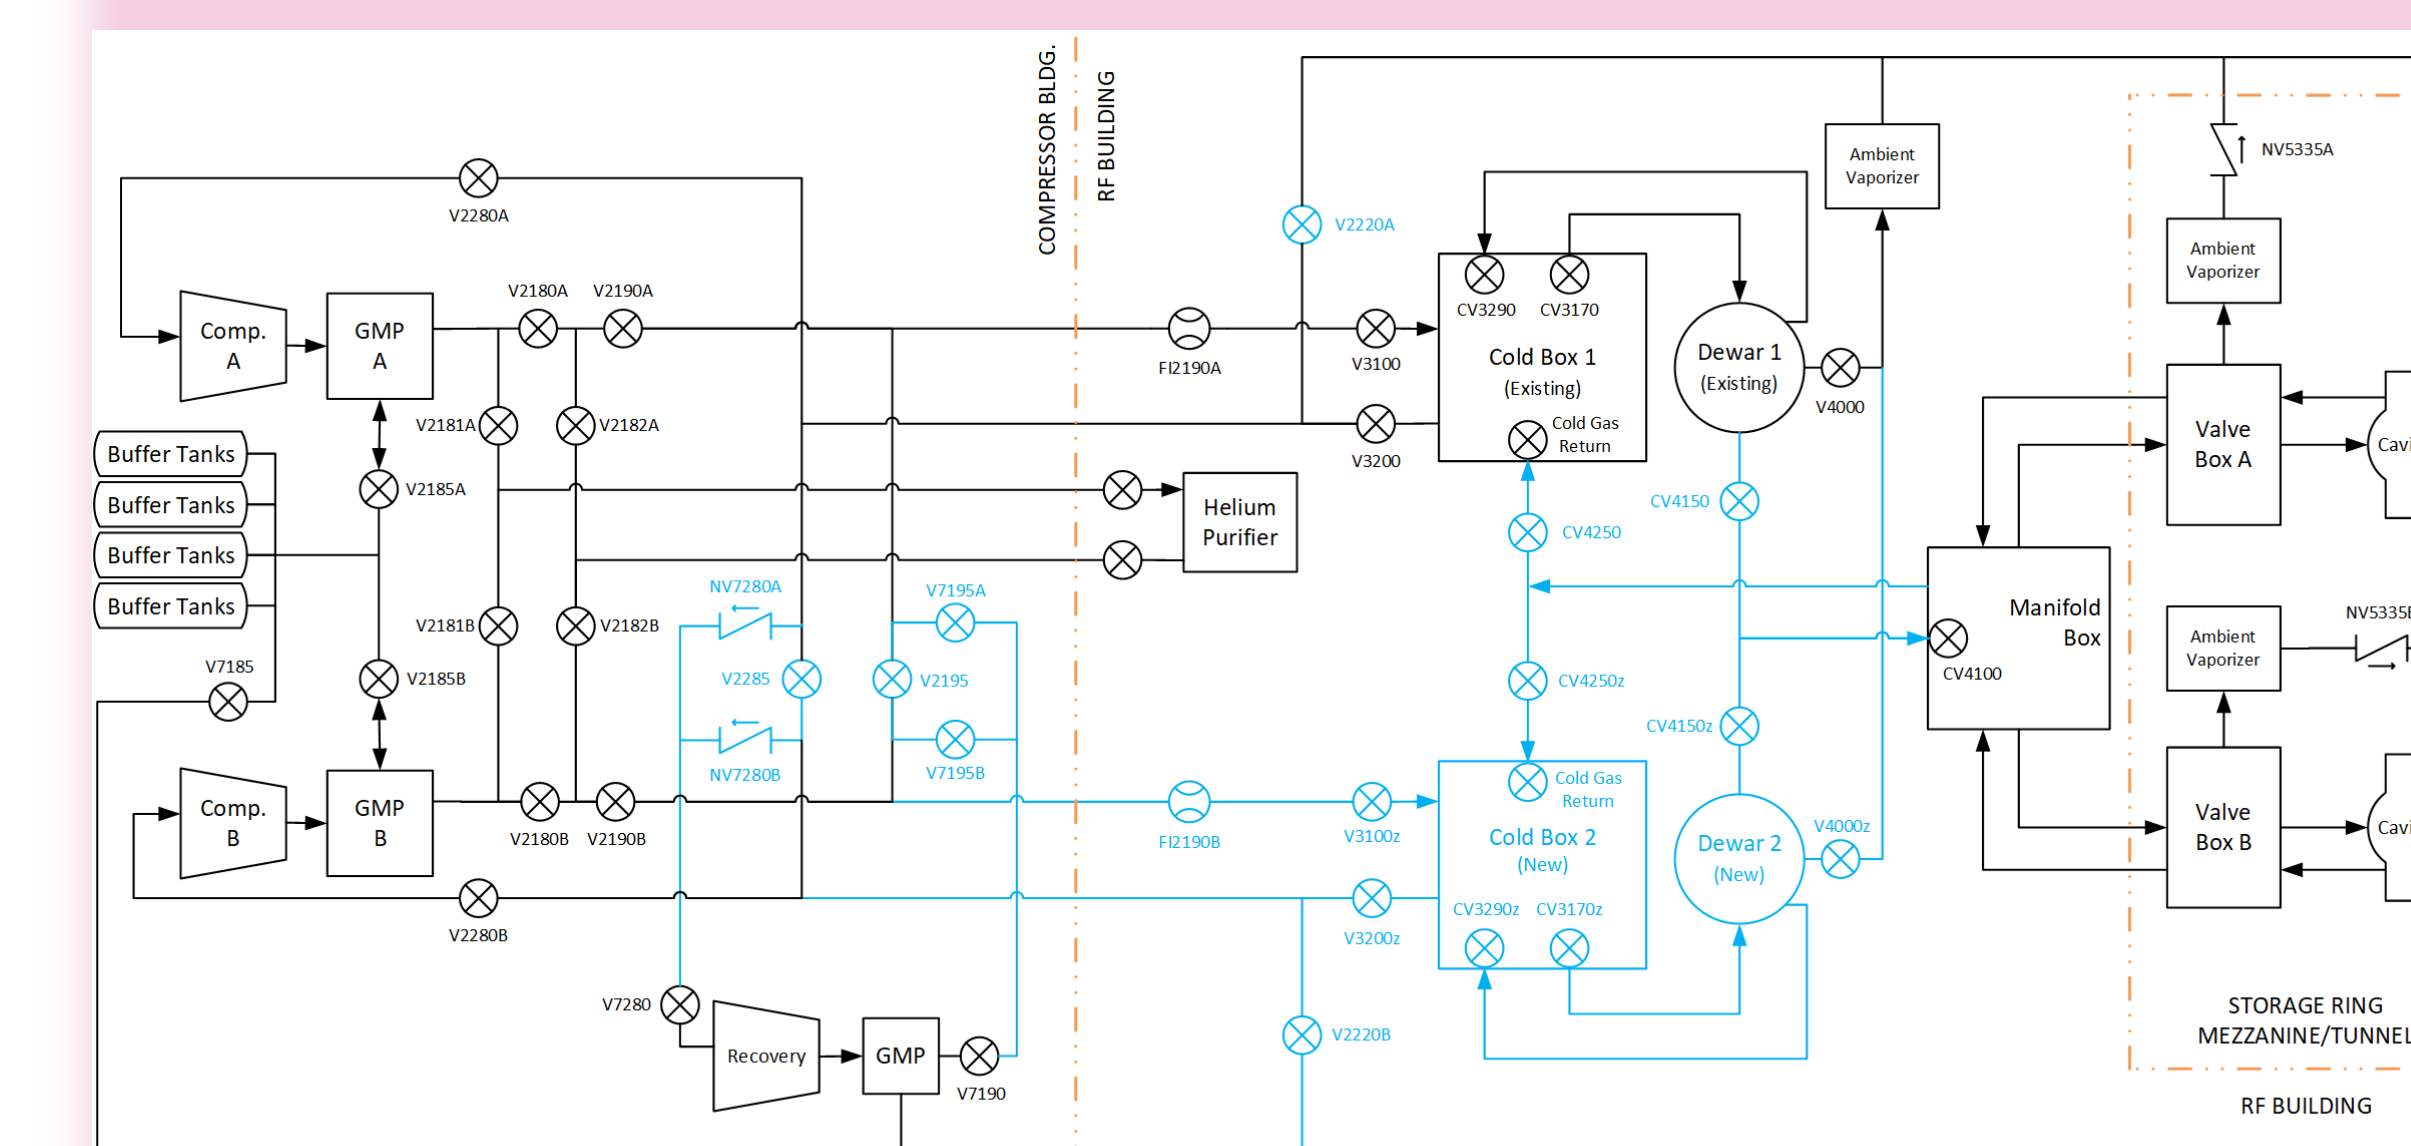 COMPRESSOR BLDG.
RF BUILDING
V2280A
V2220A
Ambient
Vaporizer
NV5335A
Ambient
Vaporizer
Comp.
A
GMP
A
V2180A
V2190A
FI2190A
V3100
CV3290
CV3170
Cold Box 1
(Existing)
Cold Gas
Return
Dewar 1
(Existing)
V4000
V2181A
V2182A
V3200
Valve
Box A
Cavi
Buffer Tanks
Buffer Tanks
Buffer Tanks
Buffer Tanks
V2185A
Helium
Purifier
CV4250
CV4150
NV7280A
V7195A
V2181B
V2182B
Manifold
Box
CV4100
Ambient
Vaporizer
NV5335B
V7185
V2185B
V2285
V2195
CV4250z
CV4150z
NV7280B
V7195B
Comp.
B
GMP
B
V2180B
V2190B
FI2190B
V3100z
Cold Gas
Return
Cold Box 2
(New)
CV3290z
CV3170z
Dewar 2
(New)
V4000z
Valve
Box B
Cavi
V2280B
V3200z
V7280
Recovery
GMP
V7190
V2220B
STORAGE RING
MEZZANINE/TUNNEL
RF BUILDING